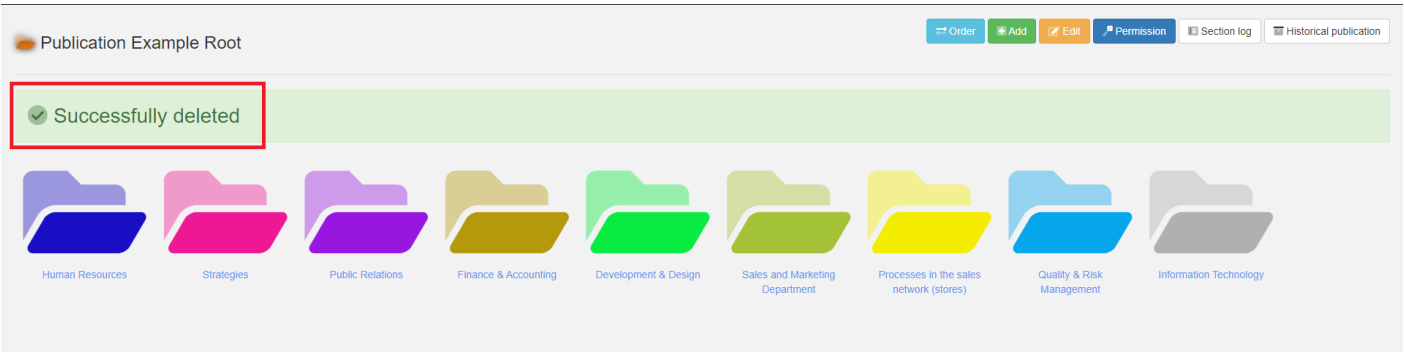 Publication Example Root
Order
Add
Edit
Permission
Section log
Historical publication
Successfully deleted
Human Resources
Strategies
Public Relations
Finance & Accounting
Development & Design
Sales and Marketing
Department
Processes in the sales
network (stores)
Quality & Risk
Management
Information Technology